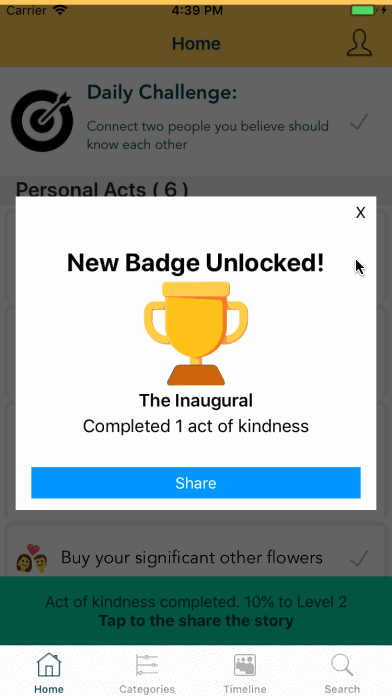 Carrier 4:39 PM
Home
Daily Challenge:
Connect two people you believe should
know each other
Personal Acts ( 6 )
X
New Badge Unlocked!
The Inaugural
Completed 1 act of kindness
Share
Buy your significant other flowers
Act of kindness completed. 10% to Level 2
Tap to the share the story
Home Categories Timeline Search